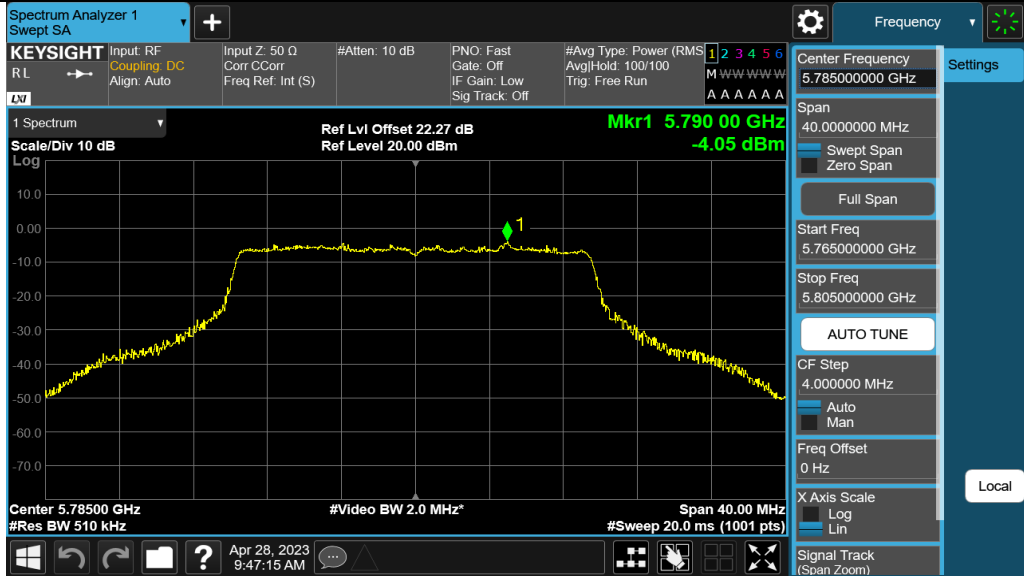 Spectrum Analyzer 1
Swept SA
Frequency
KEYSIGHT
R L
LXI
Input: RF
Coupling: DC
Align: Auto
Input Z: 50 Ω
Corr CCorr
Freq Ref: Int (S)
#Atten: 10 dB
PNO: Fast
Gate: Off
IF Gain: Low
Sig Track: Off
#Avg Type: Power (RMS
Avg|Hold: 100/100
Trig: Free Run
1 2 3 4 5 6
M W W W W W
A A A A A A
1 Spectrum
Scale/Div 10 dB
Log
Ref Lvl Offset 22.27 dB
Ref Level 20.00 dBm
Mkr1 5.790 00 GHz
-4.05 dBm
10.0
0.00
-10.0
-20.0
-30.0
-40.0
-50.0
-60.0
-70.0
1
Center 5.78500 GHz
#Res BW 510 kHz
#Video BW 2.0 MHz*
Span 40.00 MHz
#Sweep 20.0 ms (1001 pts)
Center Frequency
5.785000000 GHz
Span
40.0000000 MHz
Swept Span
Zero Span
Full Span
Start Freq
5.765000000 GHz
Stop Freq
5.805000000 GHz
AUTO TUNE
CF Step
4.000000 MHz
Auto
Man
Freq Offset
0 Hz
X Axis Scale
Log
Lin
Signal Track
(Span Zoom)
Settings
Local
?
Apr 28, 2023
9:47:15 AM